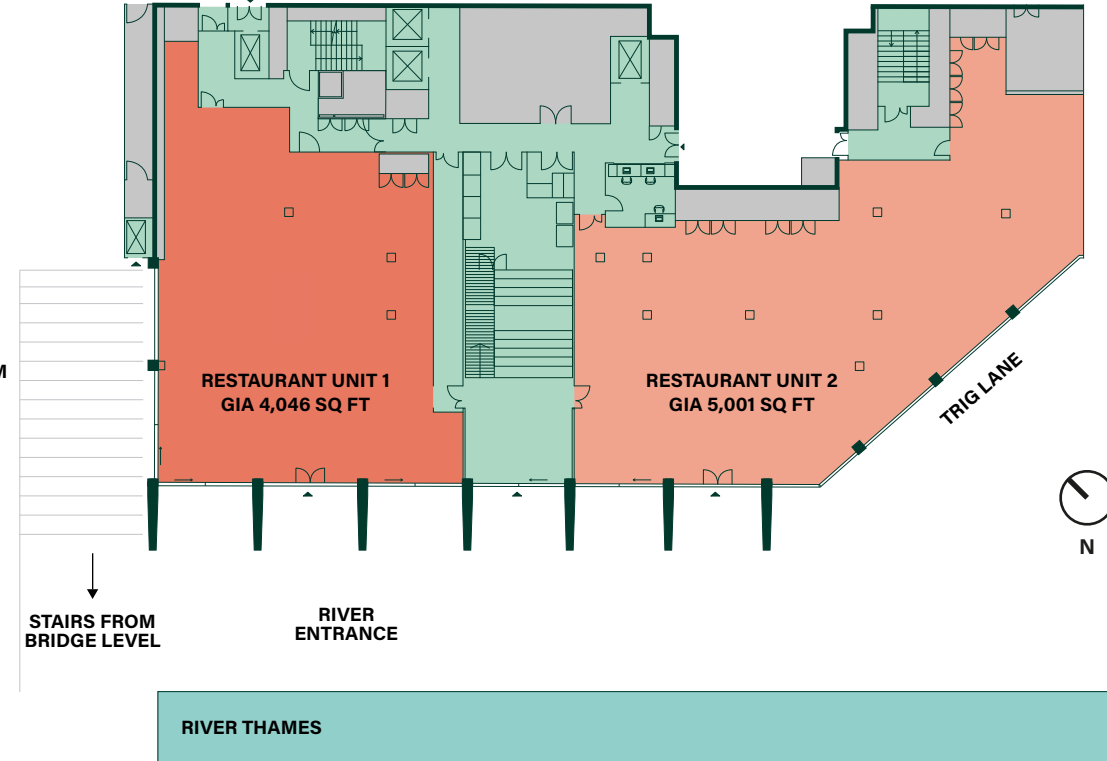 RESTAURANT UNIT 1
GIA 4,046 SQ FT
RESTAURANT UNIT 2
GIA 5,001 SQ FT
TRIG LANE
N
STAIRS FROM
BRIDGE LEVEL
RIVER
ENTRANCE
RIVER THAMES